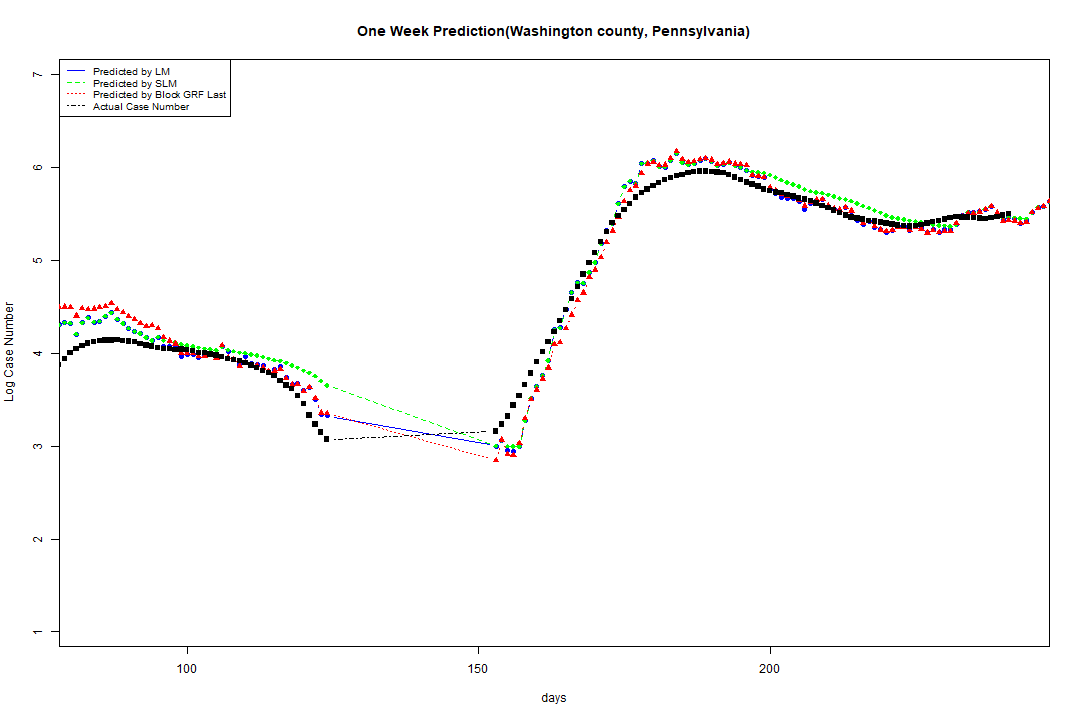 One Week Prediction(Washington county, Pennsylvania)
Predicted by LM
Predicted by SLM
Predicted by Block GRF Last
Actual Case Number
7
6
5
4
3
2
1
Log Case Number
100 150 200
days